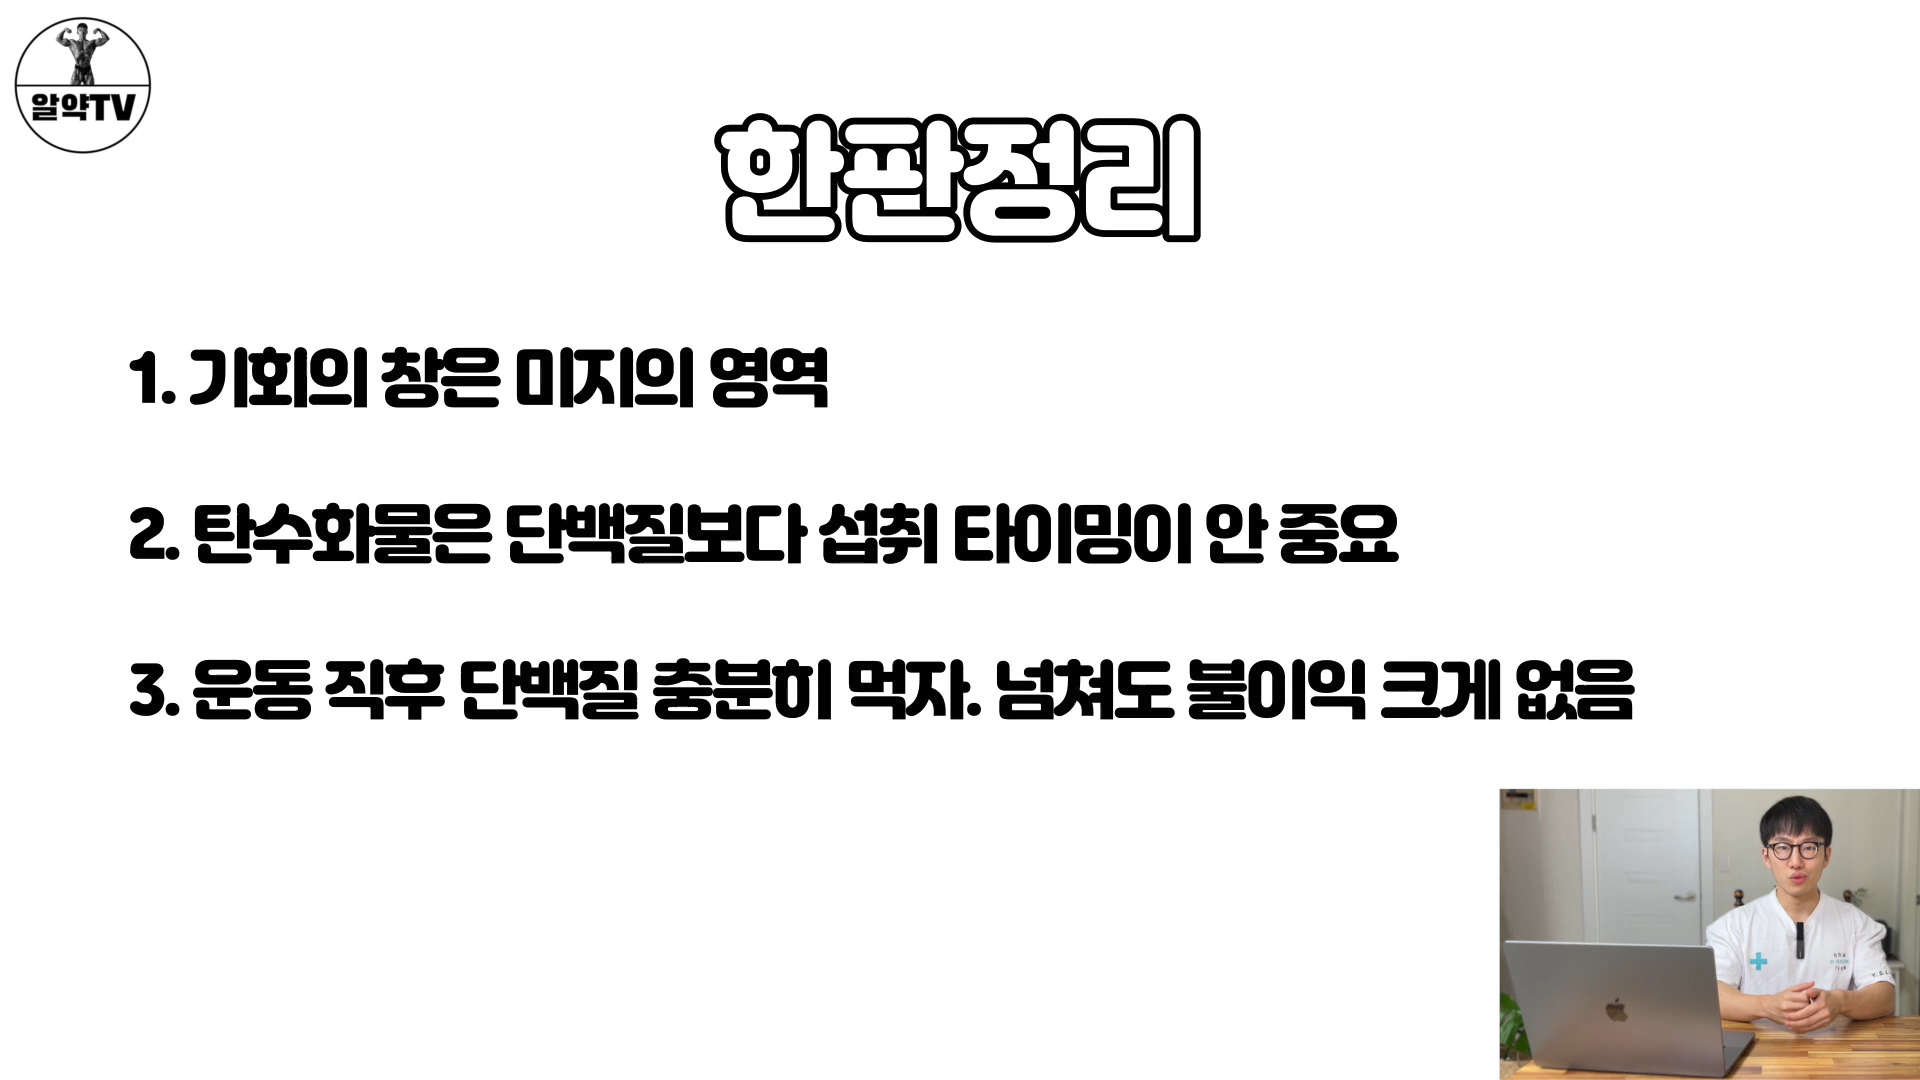 알약TV
한판정리
1. 기회의 창은 미지의 영역
2. 탄수화물은 단백질보다 섭취 타이밍이 안 중요
3. 운동 직후 단백질 충분히 먹자. 넘쳐도 불이익 크게 없음